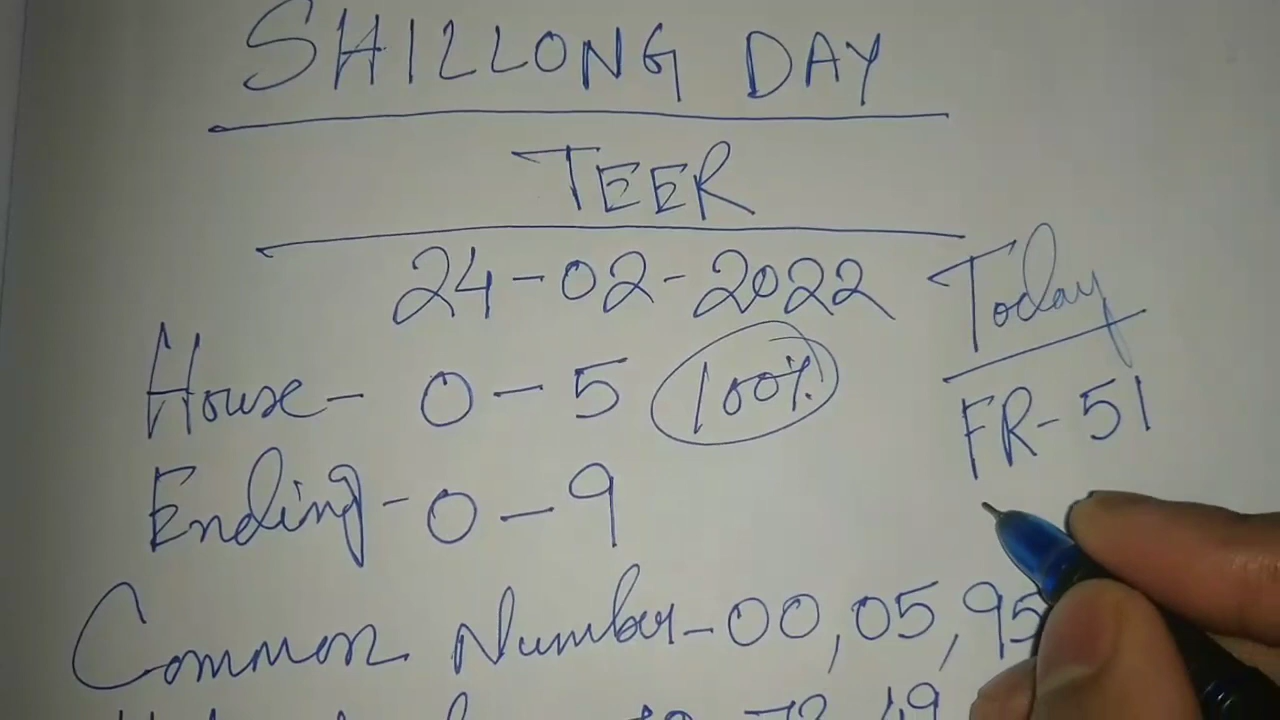 SHILLONG DAY
TEER
24-02-2022
Today
House- 0-5 100%
FR-51
Ending-0-9
Common Number-00,05,95